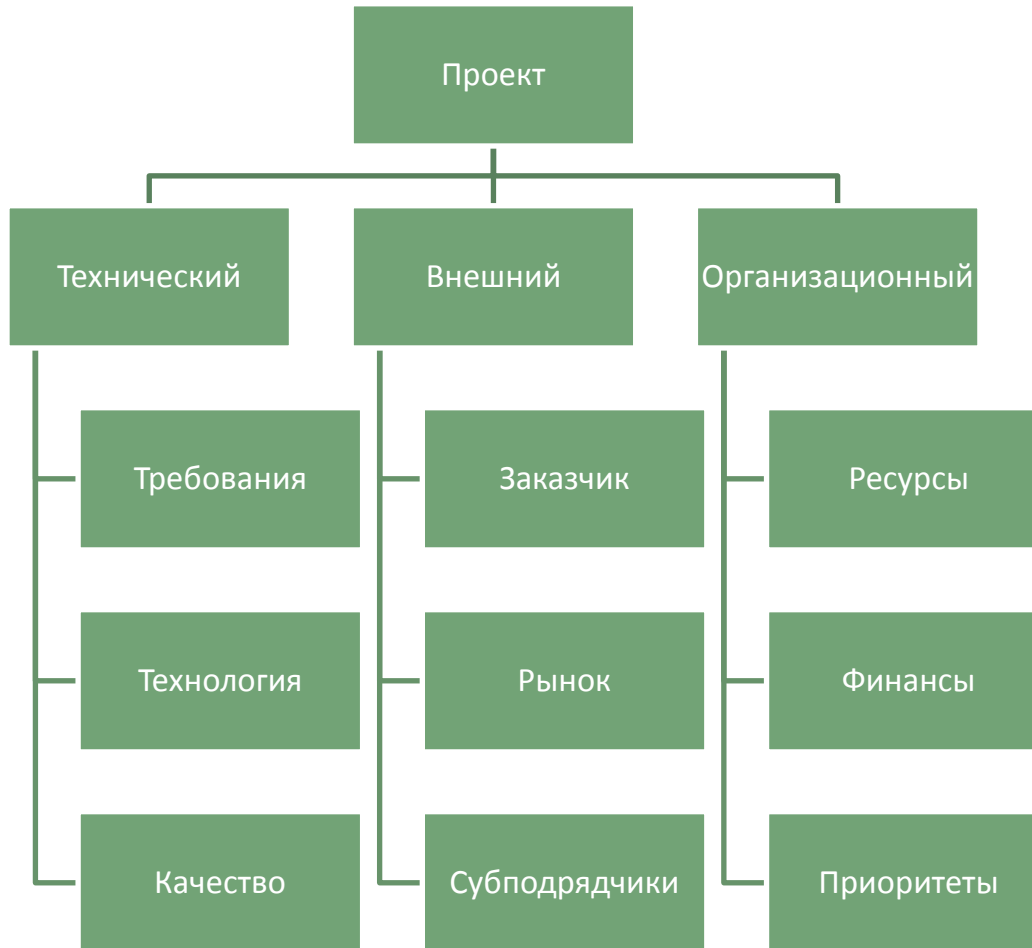 Проект
Технический
Внешний
Организационный
Требования
Заказчик
Ресурсы
Технология
Рынок
Финансы
Качество
Субподрядчики
Приоритеты